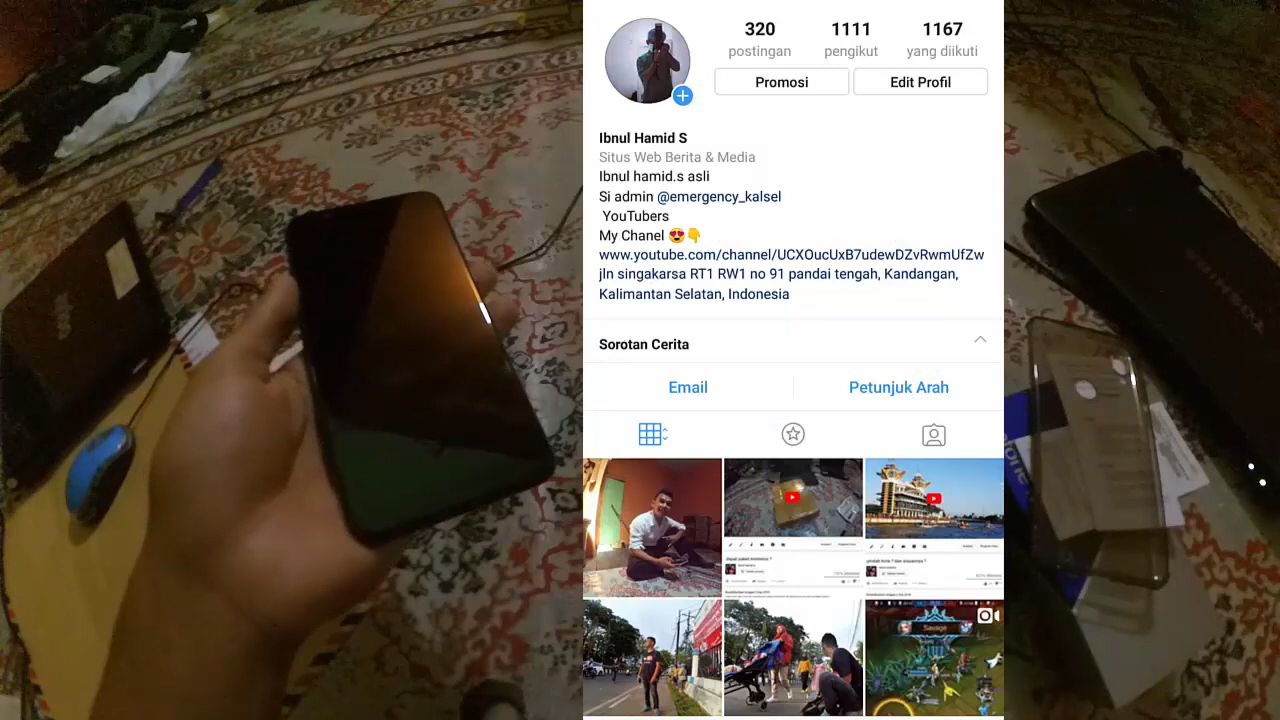 320
1111
1167
postingan
pengikut
yang diikuti
Promosi
Edit Profil
Ibnul Hamid S
Situs Web Berita & Media
Ibnul hamid.s asli
Si admin @emergency_kalsel
YouTubers
My Chanel 😍👇
www.youtube.com/channel/UCXOucUxB7udewDZvRwmUfZw
jln singakarsa RT1 RW1 no 91 pandai tengah, Kandangan,
Kalimantan Selatan, Indonesia
Sorotan Cerita
Email
Petunjuk Arah
Savage